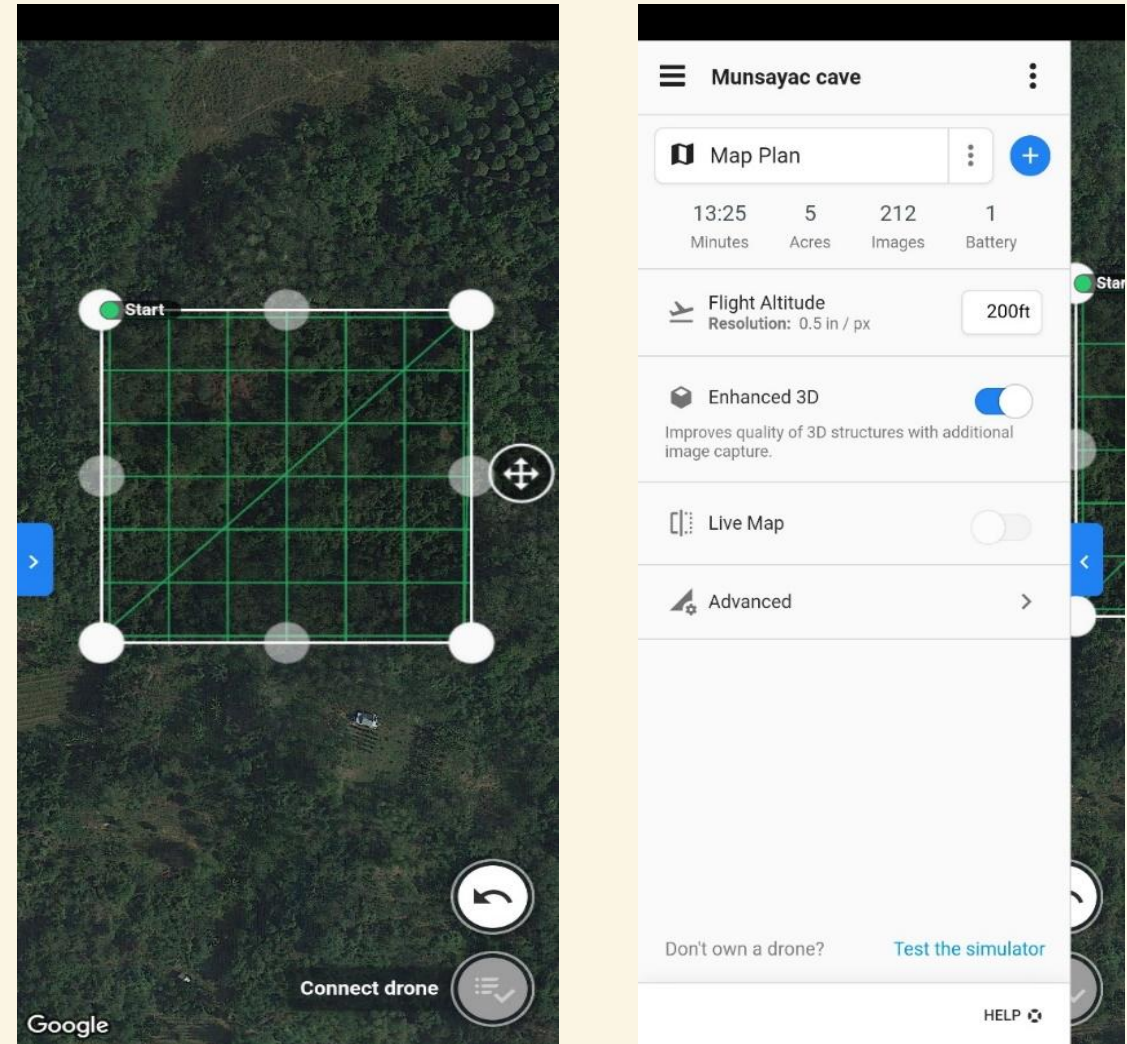 Start
Connect drone
Google
Munsayac cave
Map Plan
13:25 5 212 1
Minutes Acres Images Battery
Flight Altitude
Resolution: 0.5 in / px
200ft
Enhanced 3D
Improves quality of 3D structures with additional
image capture.
Live Map
Advanced
Don't own a drone? Test the simulator
HELP
Star